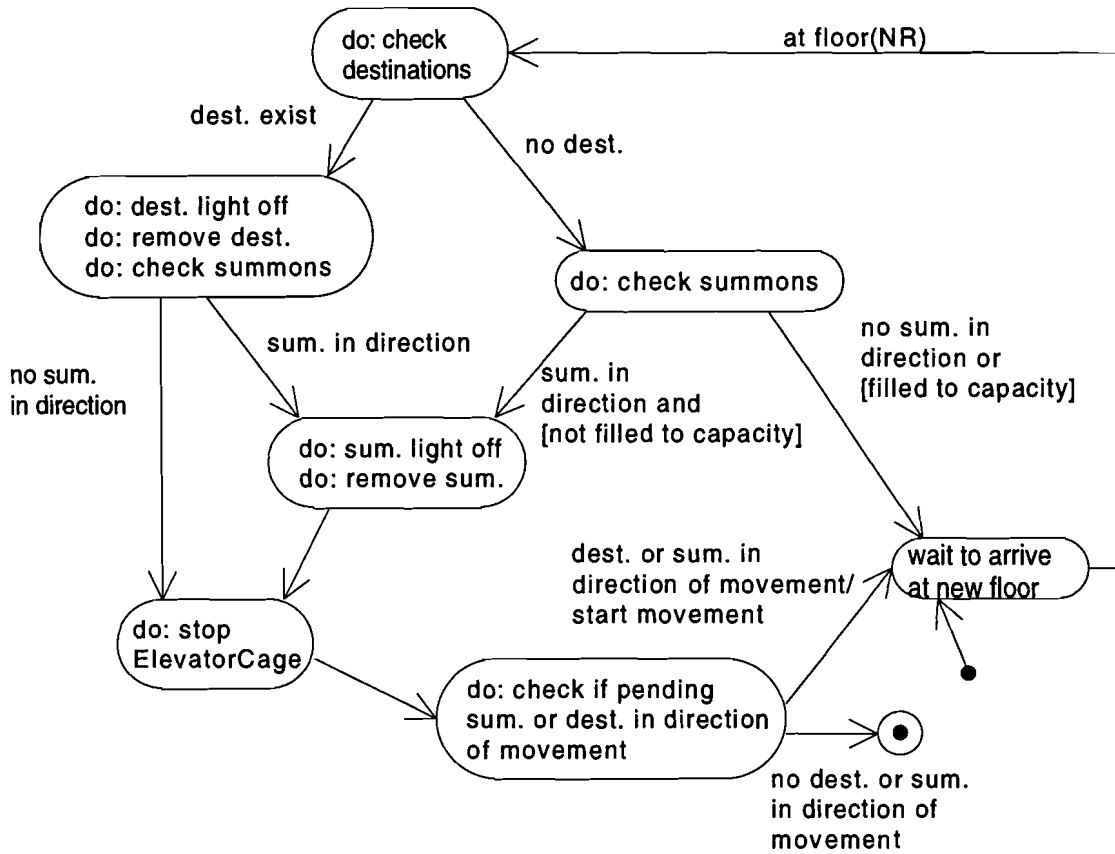 do: check
destinations
at floor(NR)
dest. exist
no dest.
do: dest. light off
do: remove dest.
do: check summons
do: check summons
no sum.
in direction
sum. in direction
sum. in
direction and
[not filled to capacity]
no sum. in
direction or
[filled to capacity]
do: sum. light off
do: remove sum.
dest. or sum. in
direction of movement/
start movement
wait to arrive
at new floor
do: stop
ElevatorCage
do: check if pending
sum. or dest. in direction
of movement
no dest. or sum.
in direction of
movement